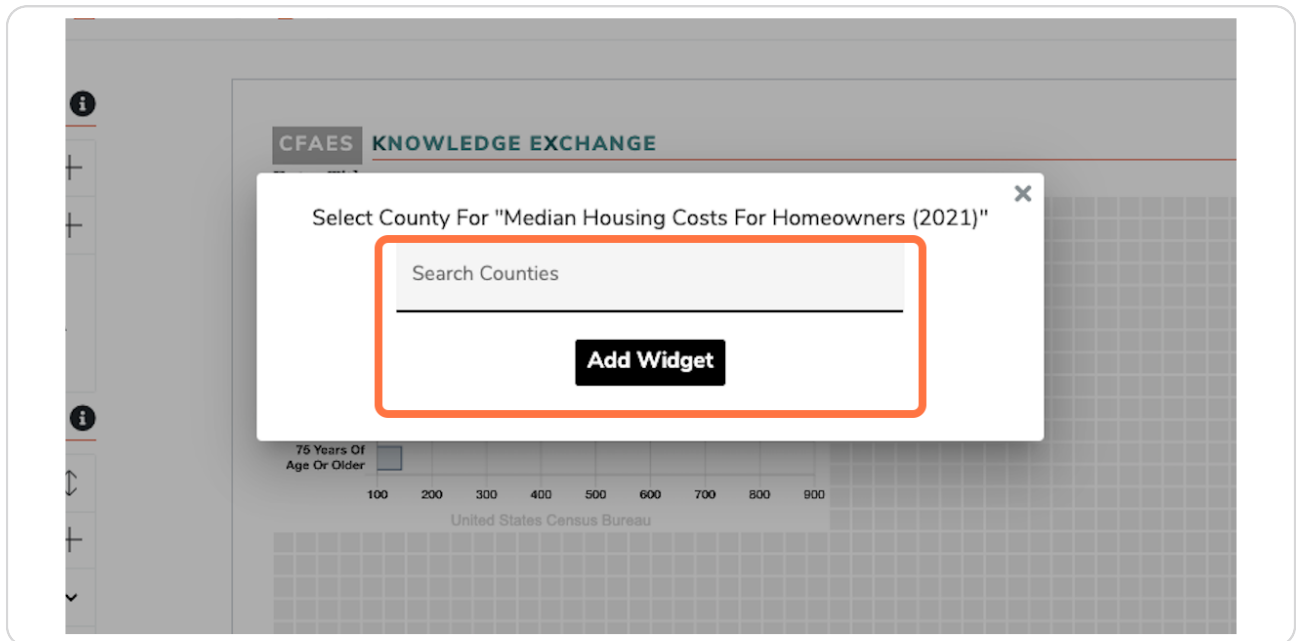 CFAES KNOWLEDGE EXCHANGE
Select County For "Median Housing Costs For Homeowners (2021)"
Search Counties
Add Widget
75 Years Of
Age Or Older
100 200 300 400 500 600 700 800 900
United States Census Bureau